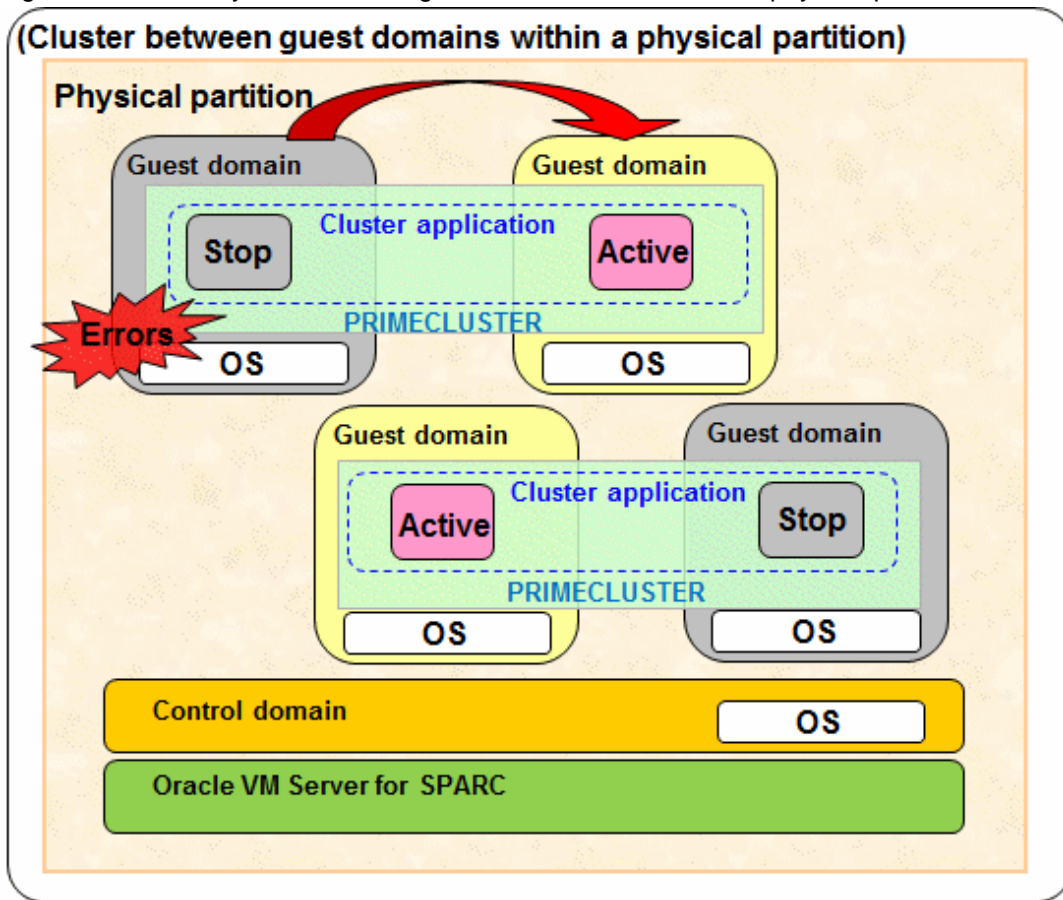 (Cluster between guest domains within a physical partition)
Physical partition
Guest domain
Guest domain
Cluster application
Stop
Active
Errors
PRIMECLUSTER
OS
OS
Guest domain
Guest domain
Cluster application
Active
Stop
PRIMECLUSTER
OS
OS
Control domain
OS
Oracle VM Server for SPARC